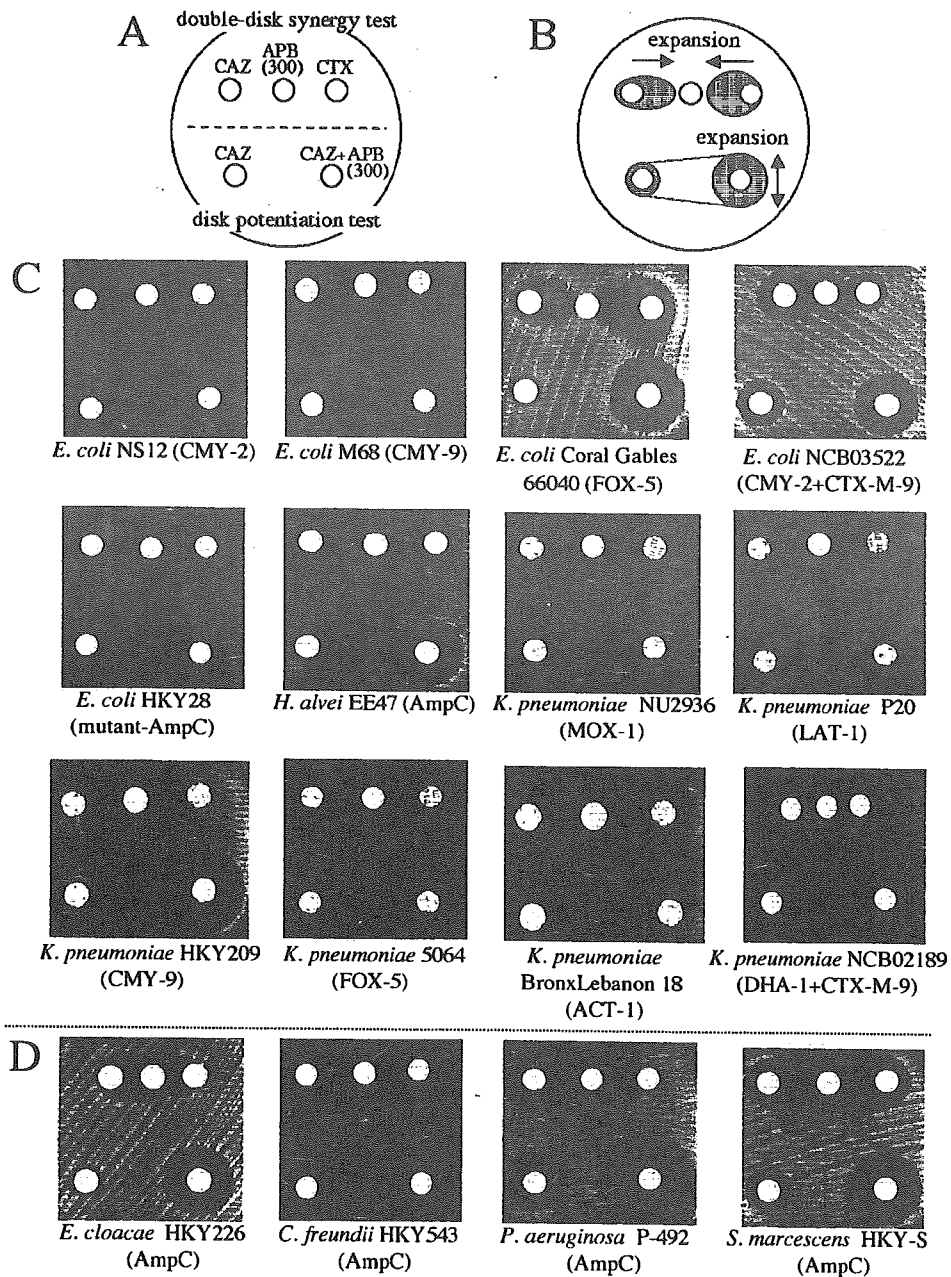 A
double-disk synergy test
CAZ
APB
(300)
CTX
CAZ
CAZ+APB
(300)
disk potentiation test
B
expansion
expansion
C
E. coli NS12 (CMY-2)
E. coli M68 (CMY-9)
E. coli Coral Gables
66040 (FOX-5)
E. coli NCB03522
(CMY-2+CTX-M-9)
E. coli HKY28
(mutant-AmpC)
H. alvei EE47 (AmpC)
K. pneumoniae NU2936
(MOX-1)
K. pneumoniae P20
(LAT-1)
K. pneumoniae HKY209
(CMY-9)
K. pneumoniae 5064
(FOX-5)
K. pneumoniae
BronxLebanon 18
(ACT-1)
K. pneumoniae NCB02189
(DHA-1+CTX-M-9)
D
E. cloacae HKY226
(AmpC)
C. freundii HKY543
(AmpC)
P. aeruginosa P-492
(AmpC)
S. marcescens HKY-S
(AmpC)